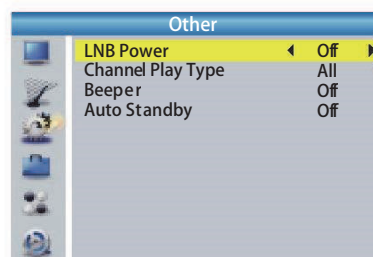 Other
LNB Power Off
Channel Play Type All
Beeper Off
Auto Standby Off